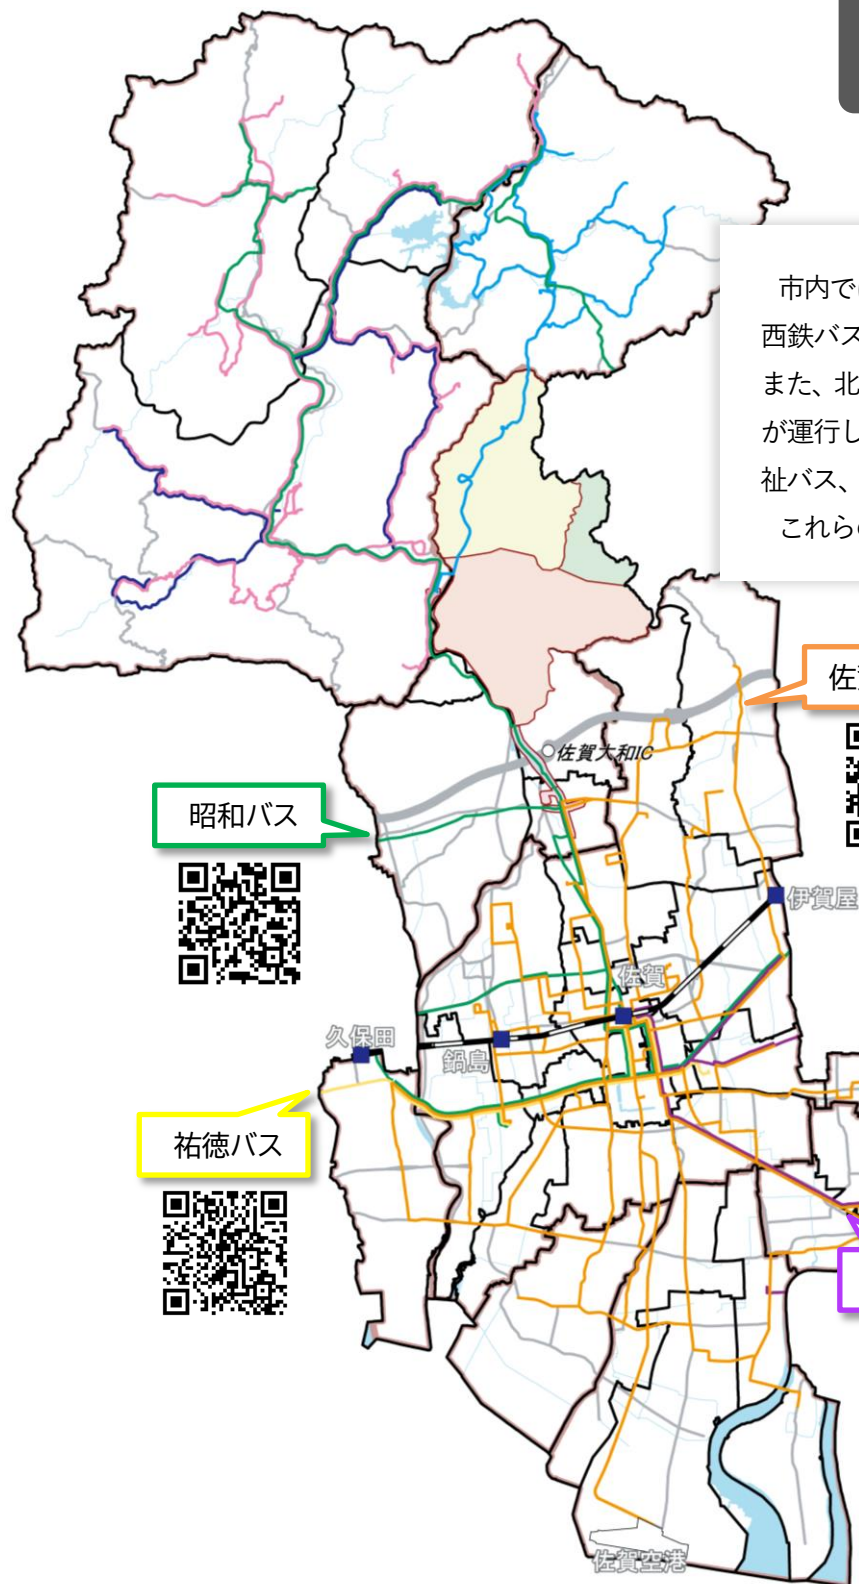 市内で
西鉄バス
また、北
が運行し
祉バス、
これら
佐賀大和IC
昭和バス
伊賀屋
佐賀
久保田
鍋島
祐徳バス
佐賀空港